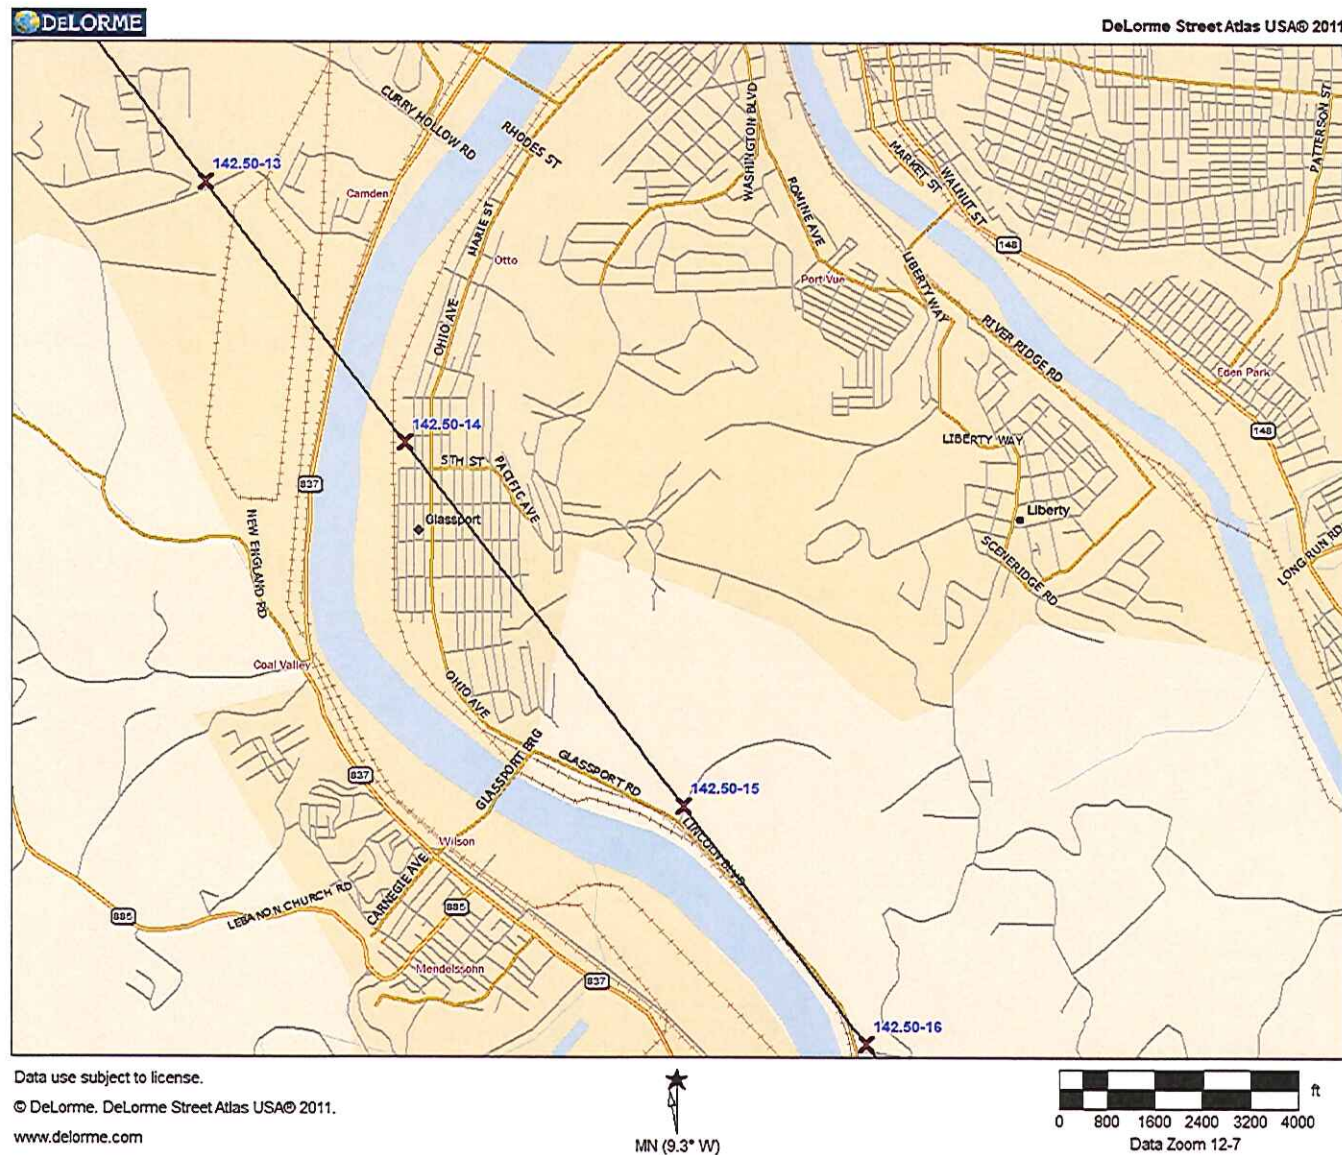 DELORME
DeLorme Street Atlas USA® 2011
CURRY HOLLOW RD
RHODES ST
WASHINGTON BLVD
MARKET ST
WALNUT ST
PATTERSON ST
142.50-13
Camden
MARIE ST
Otto
ROMINE AVE
148
Port Vue
LIBERTY WAY
OHIO AVE
RIVER RIDGE RD
Eden Park
142.50-14
148
5TH ST
PACIFIC AVE
LIBERTY WAY
837
Glassport
Liberty
NEW ENGLAND RD
SCENERIDGE RD
LONG RUN RD
Coal Valley
OHIO AVE
GLASSPORT BRG
GLASSPORT RD
837
142.50-15
LINCOLN BLVD
Wilson
CARNEGIE AVE
885
LEBANON CHURCH RD
885
Mendelssohn
837
142.50-16
Data use subject to license.
© DeLorme. DeLorme Street Atlas USA® 2011.
www.delorme.com
MN (9.3° W)
ft
0 800 1600 2400 3200 4000
Data Zoom 12-7